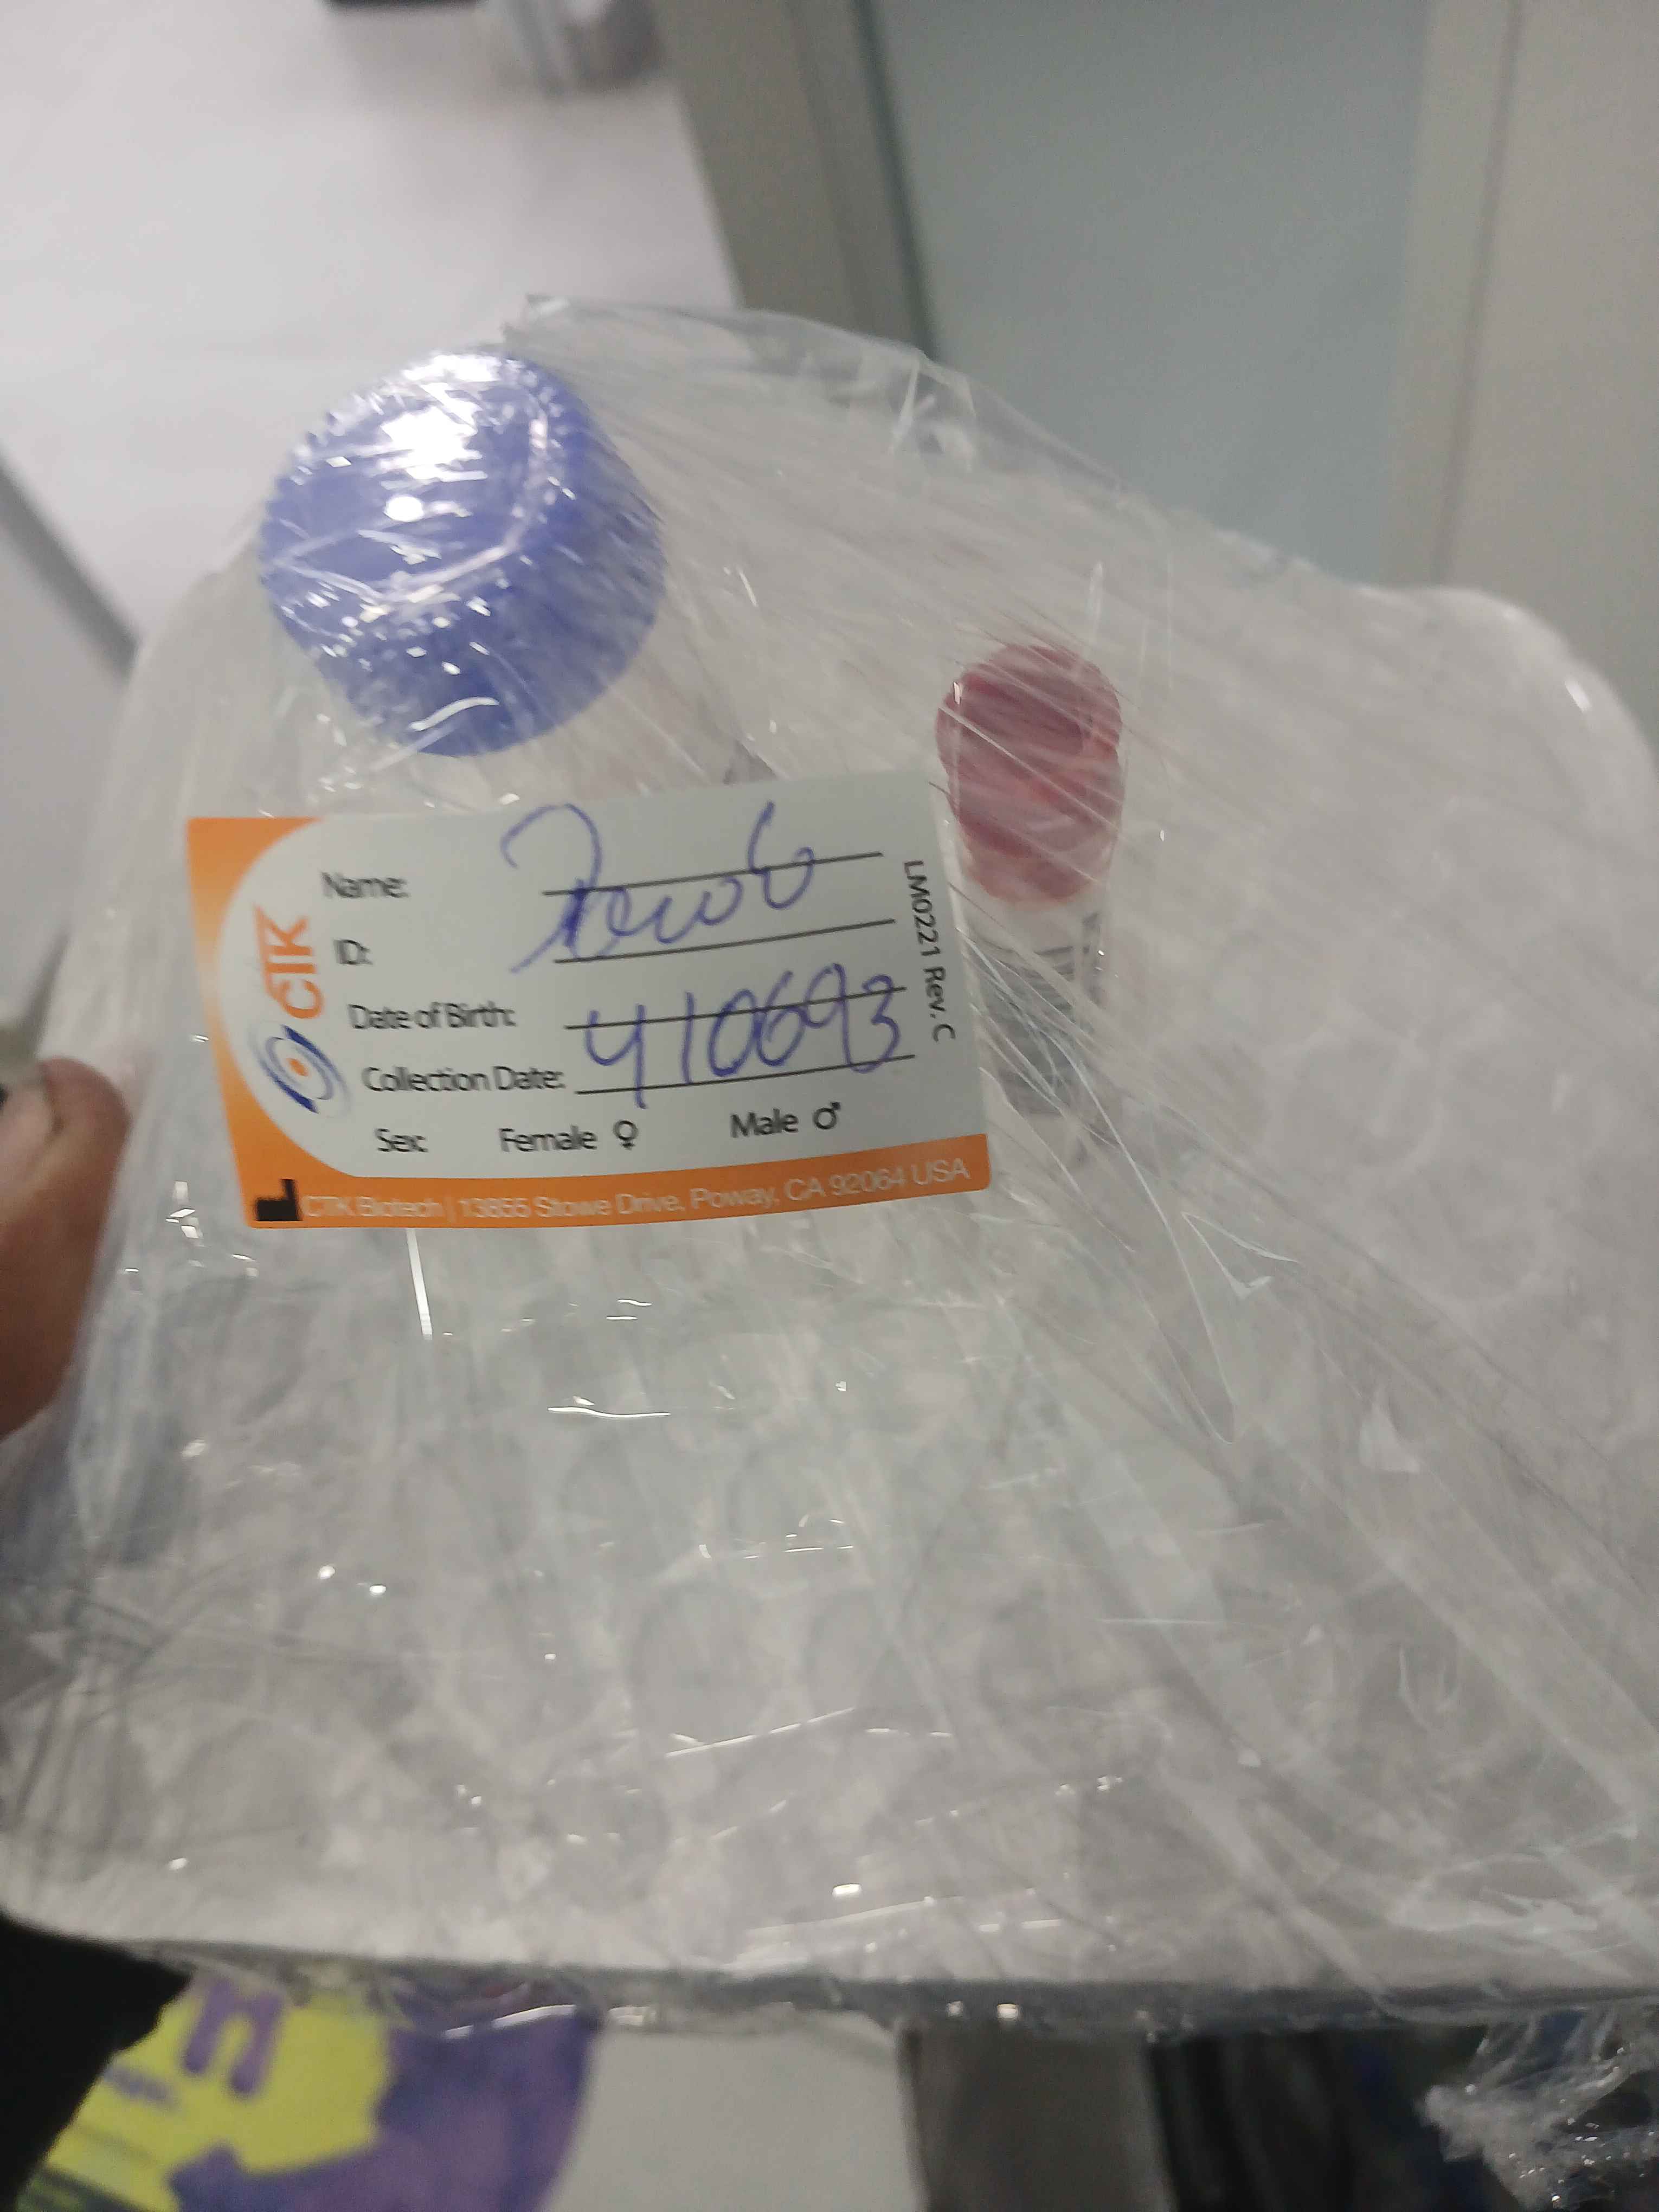 CTK
Name:
ID:
Date of Birth:
410693
Collection Date:
Sex: Female ♀ Male ♂
LM0221 Rev. C
CTK Biotech | 13855 Stowe Drive, Poway, CA 92064 USA